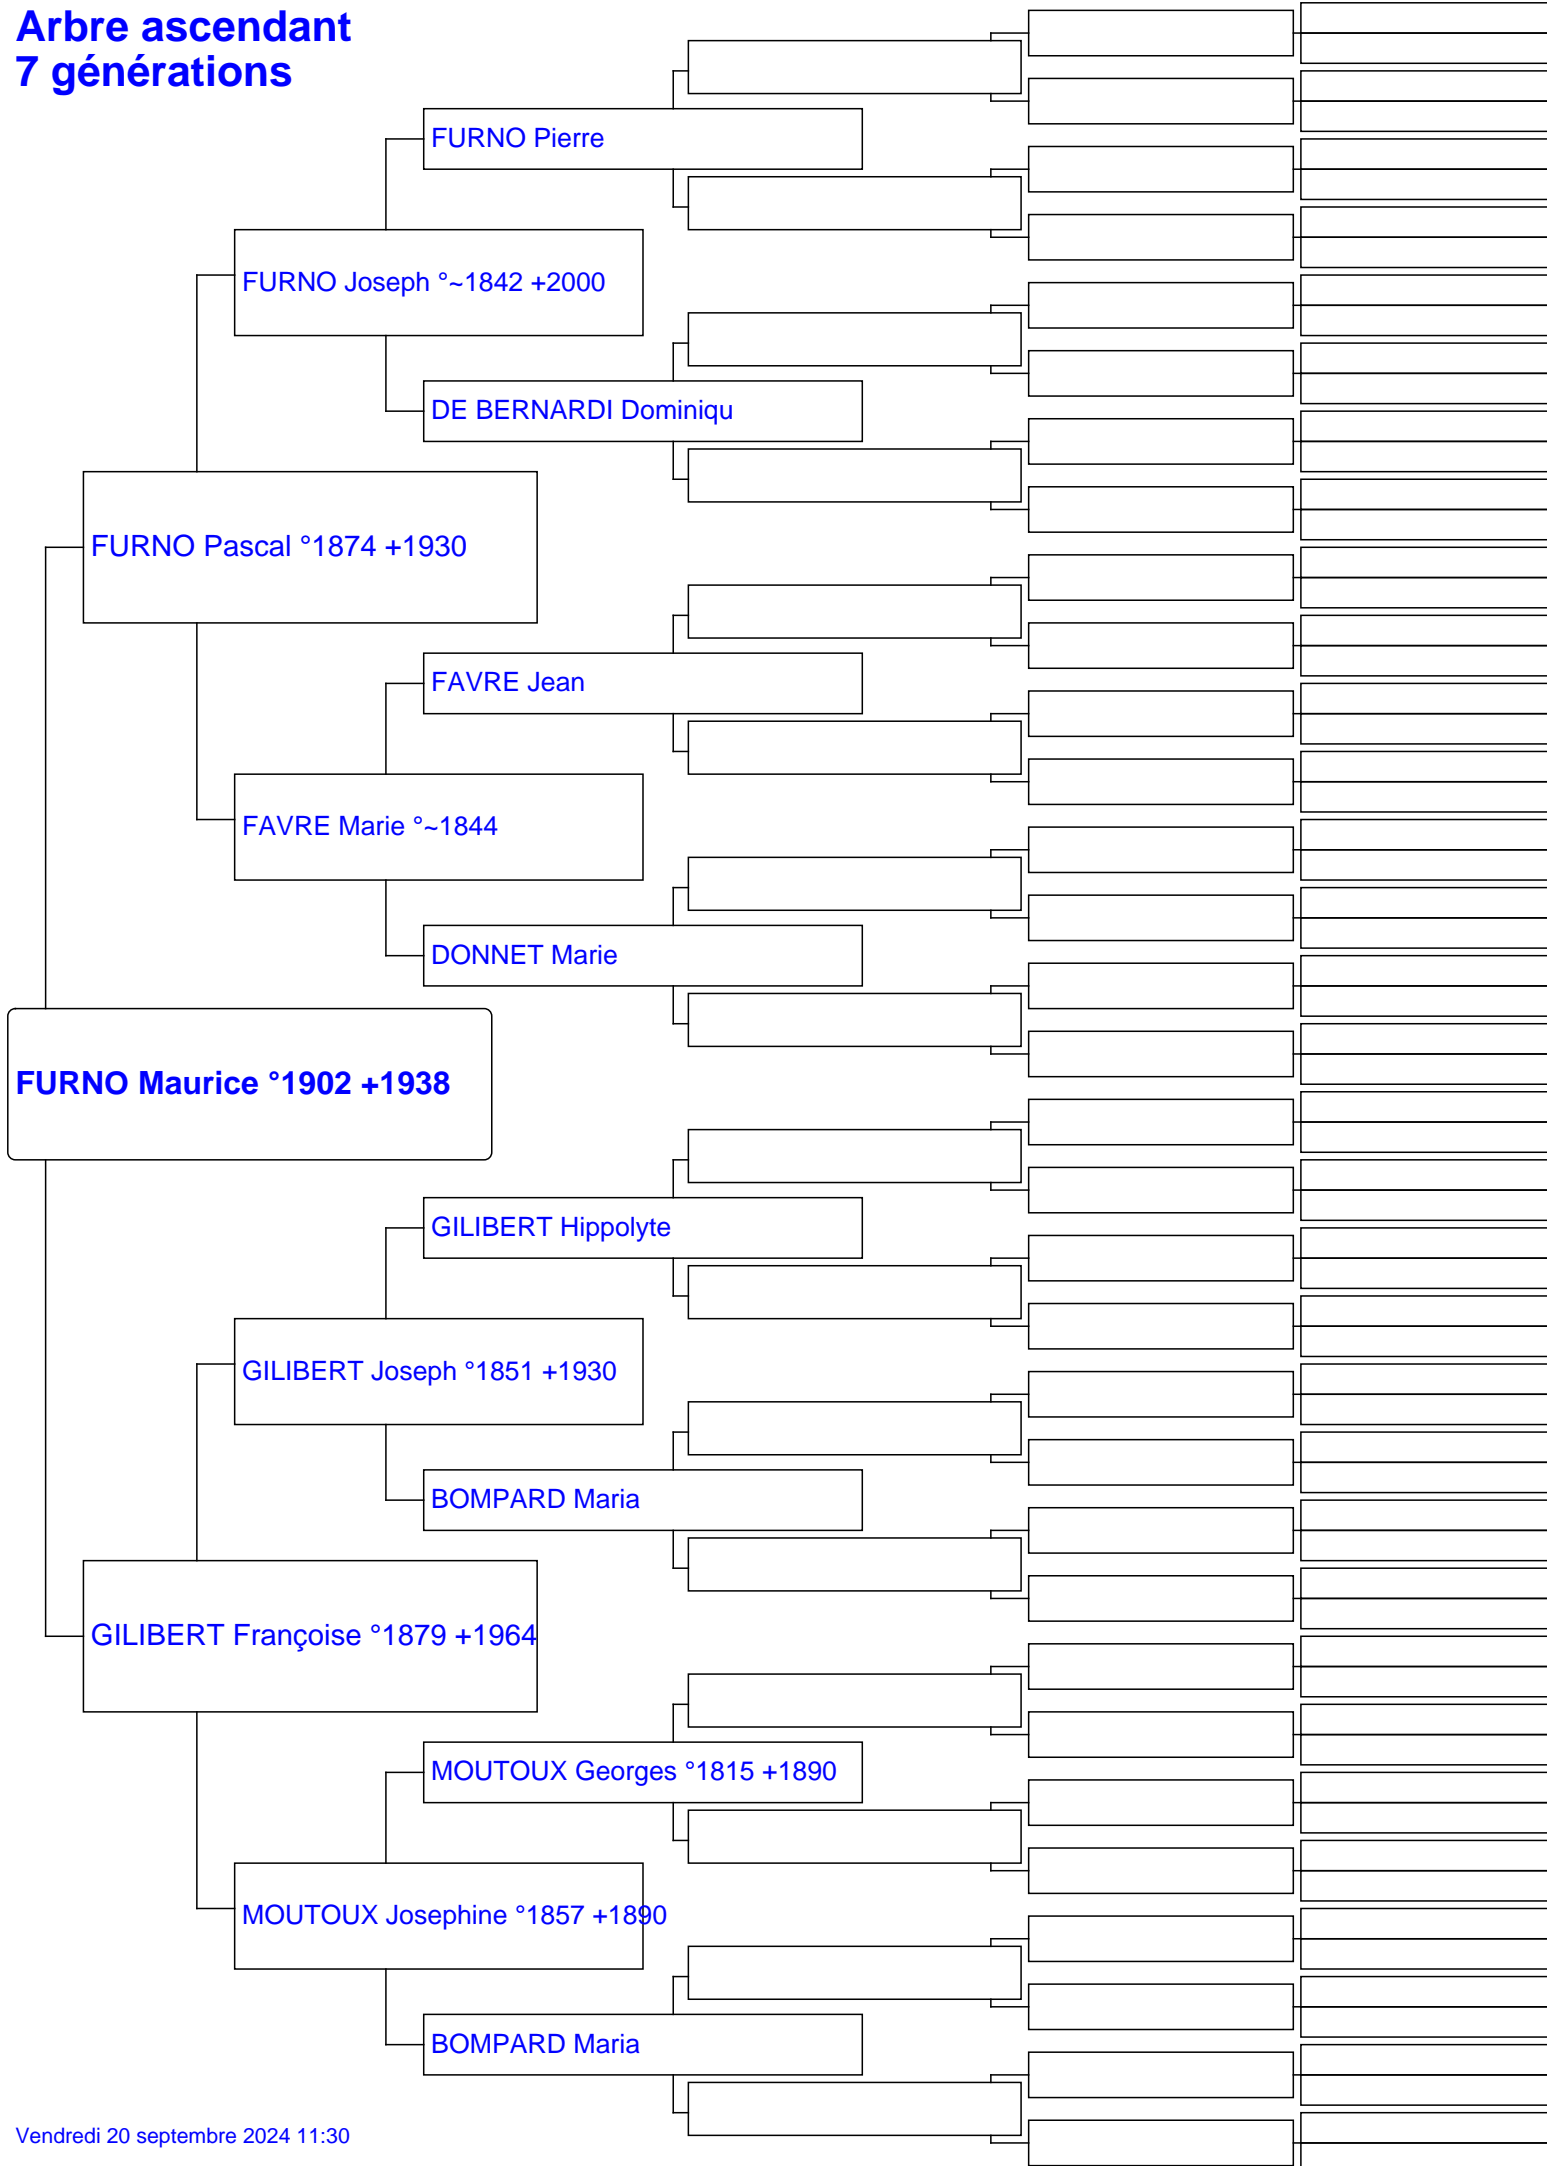 Arbre ascendant
7 générations
FURNO Pierre
FURNO Joseph °~1842 +2000
DE BERNARDI Dominiqu
FURNO Pascal °1874 +1930
FAVRE Jean
FAVRE Marie °~1844
DONNET Marie
FURNO Maurice °1902 +1938
GILIBERT Hippolyte
GILIBERT Joseph °1851 +1930
BOMPARD Maria
GILIBERT Françoise °1879 +1964
MOUTOUX Georges °1815 +1890
MOUTOUX Josephine °1857 +1890
BOMPARD Maria
Vendredi 20 septembre 2024 11:30